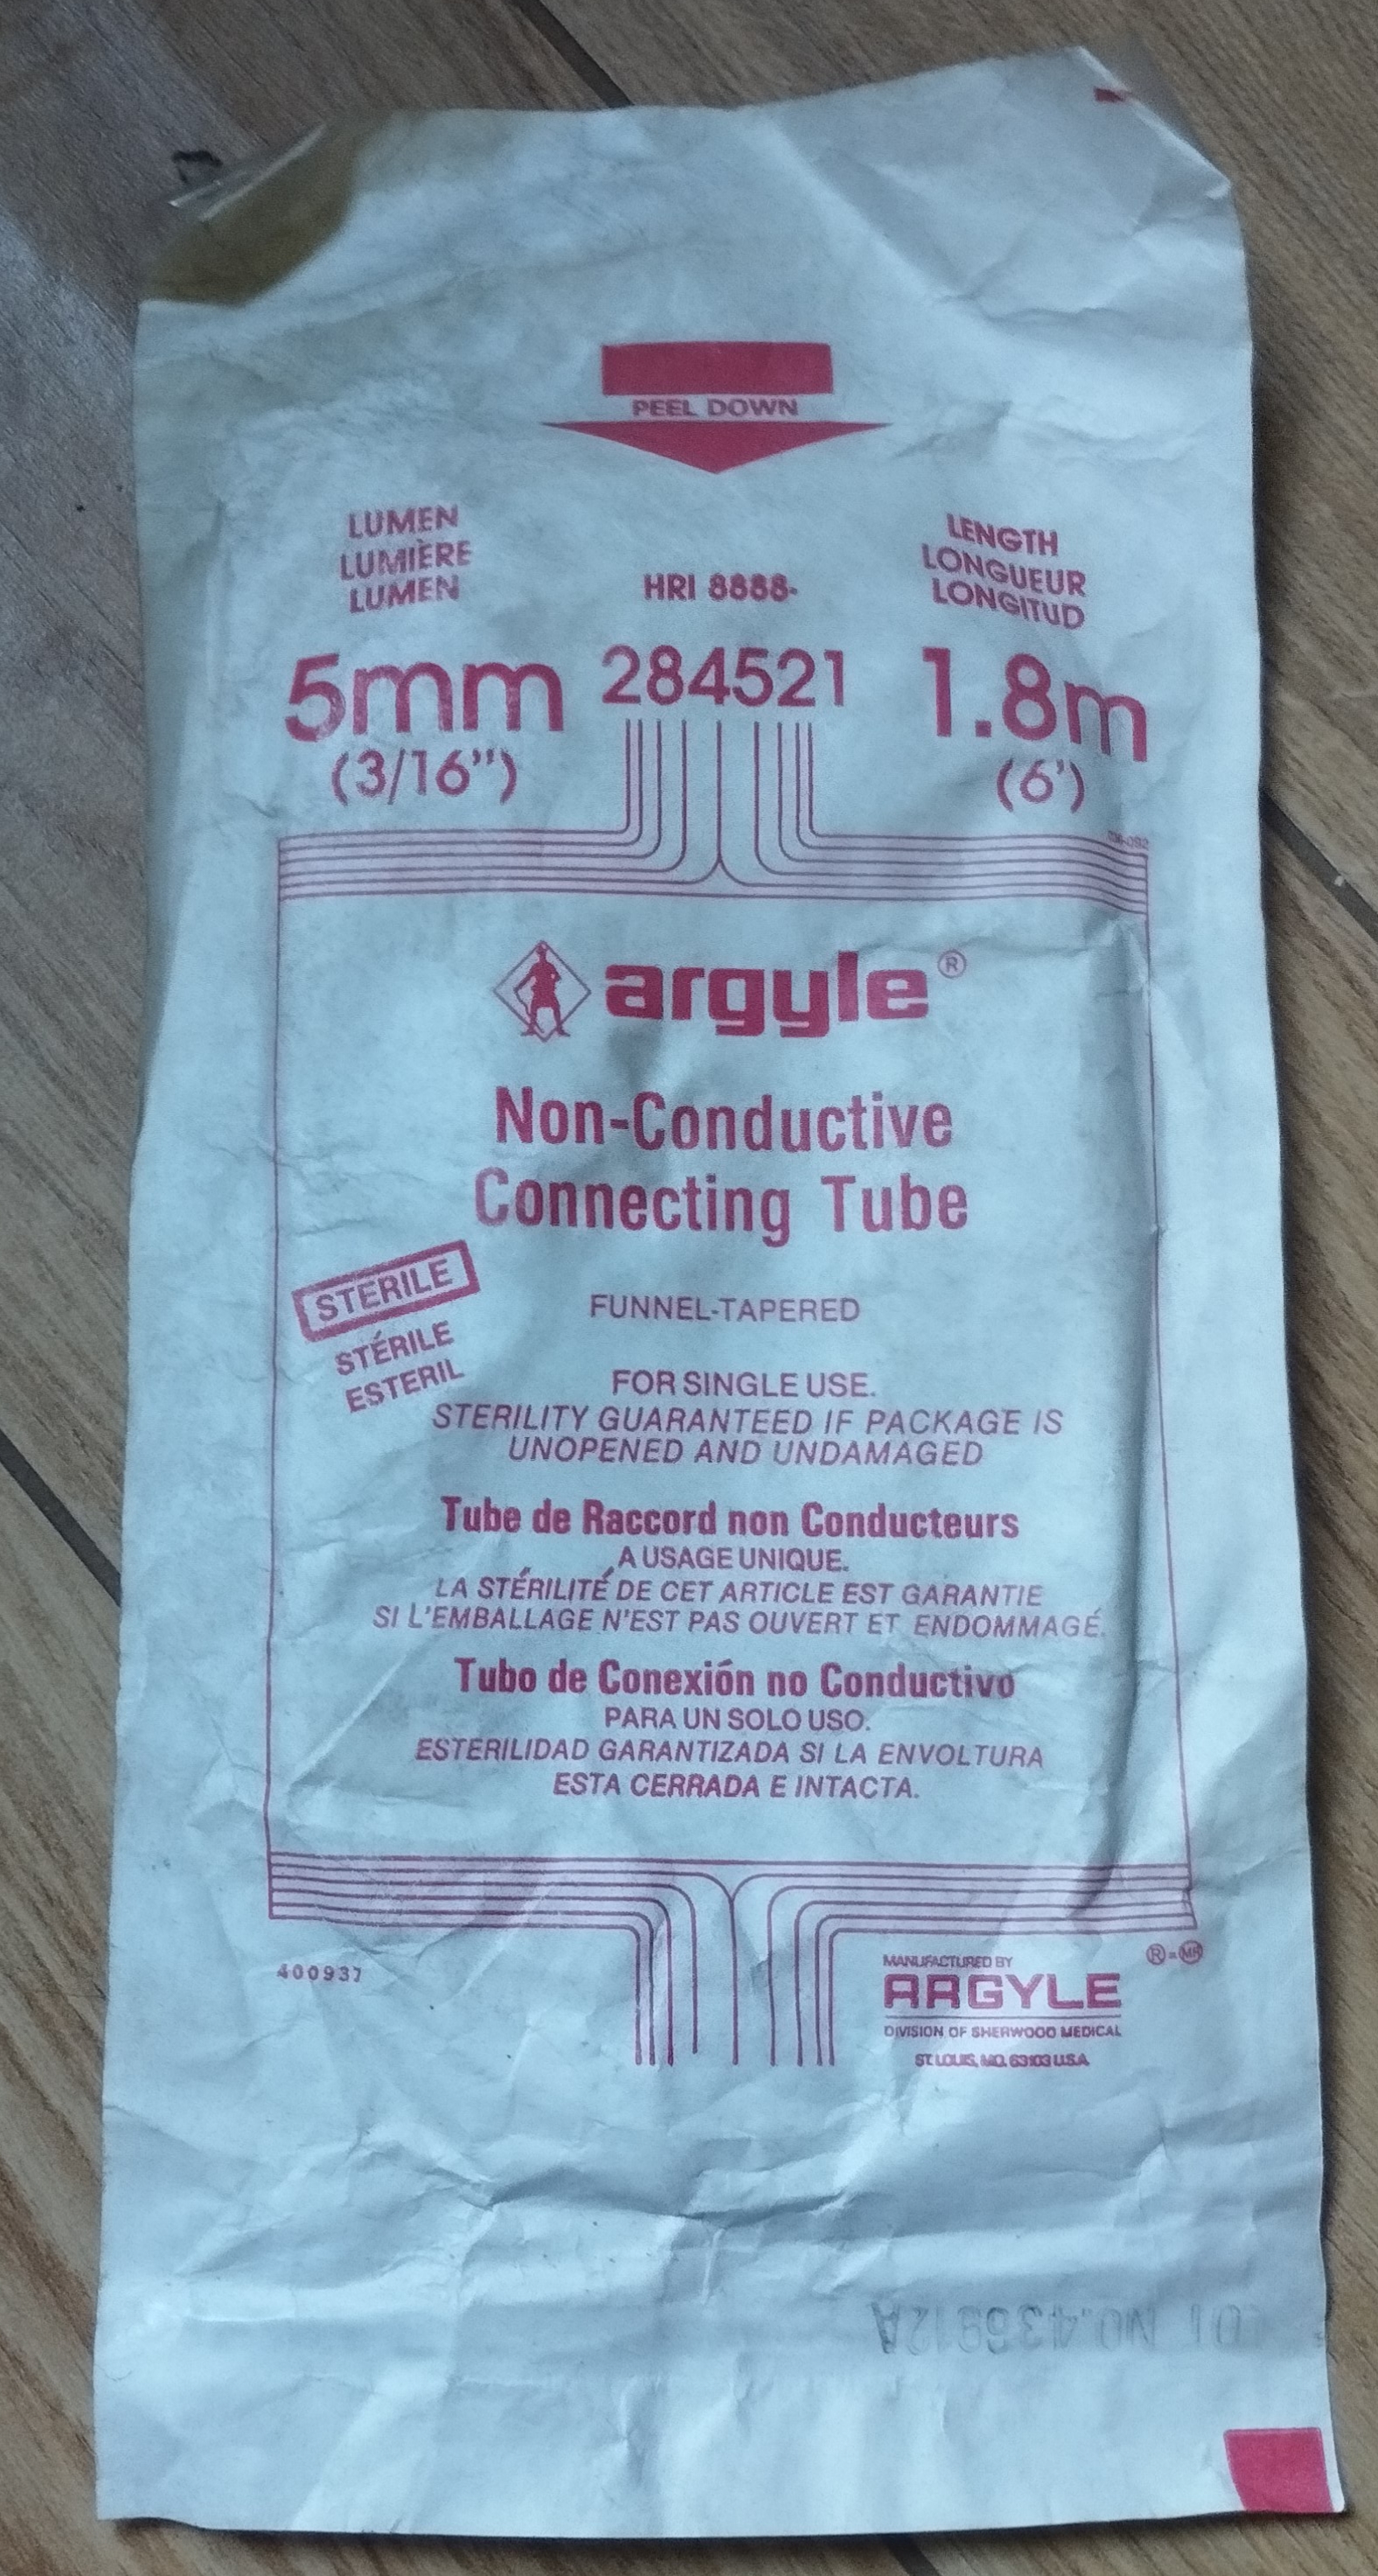 PEEL DOWN
LUMEN
LUMIÈRE
LUMEN
5mm
(3/16")
HRI 8888-
284521
LENGTH
LONGUEUR
LONGITUD
1.8m
(6')
argyle®
Non-Conductive
Connecting Tube
STERILE
STÉRILE
ESTERIL
FUNNEL-TAPERED
FOR SINGLE USE.
STERILITY GUARANTEED IF PACKAGE IS
UNOPENED AND UNDAMAGED
Tube de Raccord non Conducteurs
A USAGE UNIQUE.
LA STÉRILITÉ DE CET ARTICLE EST GARANTIE
SI L'EMBALLAGE N'EST PAS OUVERT ET ENDOMMAGÉ.
Tubo de Conexión no Conductivo
PARA UN SOLO USO.
ESTERILIDAD GARANTIZADA SI LA ENVOLTURA
ESTA CERRADA E INTACTA.
400937
MANUFACTURED BY
ARGYLE
DIVISION OF SHERWOOD MEDICAL
ST. LOUIS, MO. 63103 U.S.A.
®=MR
LOT NO.436912A